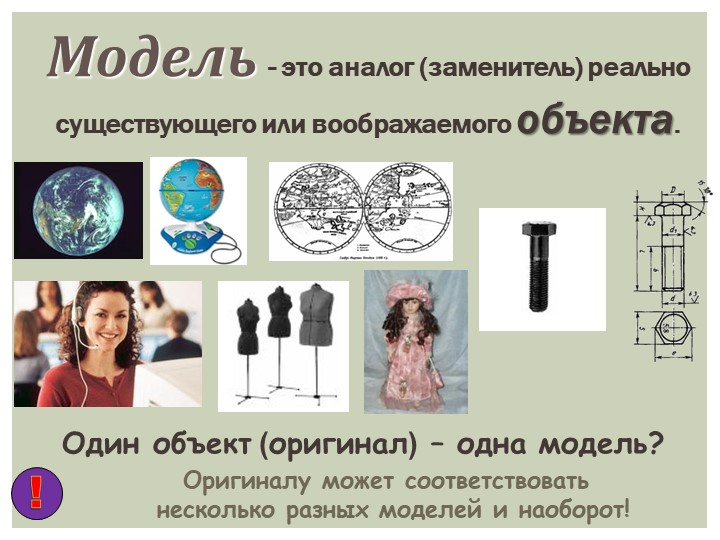 Модель - это аналог (заменитель) реально
существующего или воображаемого объекта.
Один объект (оригинал) – одна модель?
!
Оригиналу может соответствовать
несколько разных моделей и наоборот!